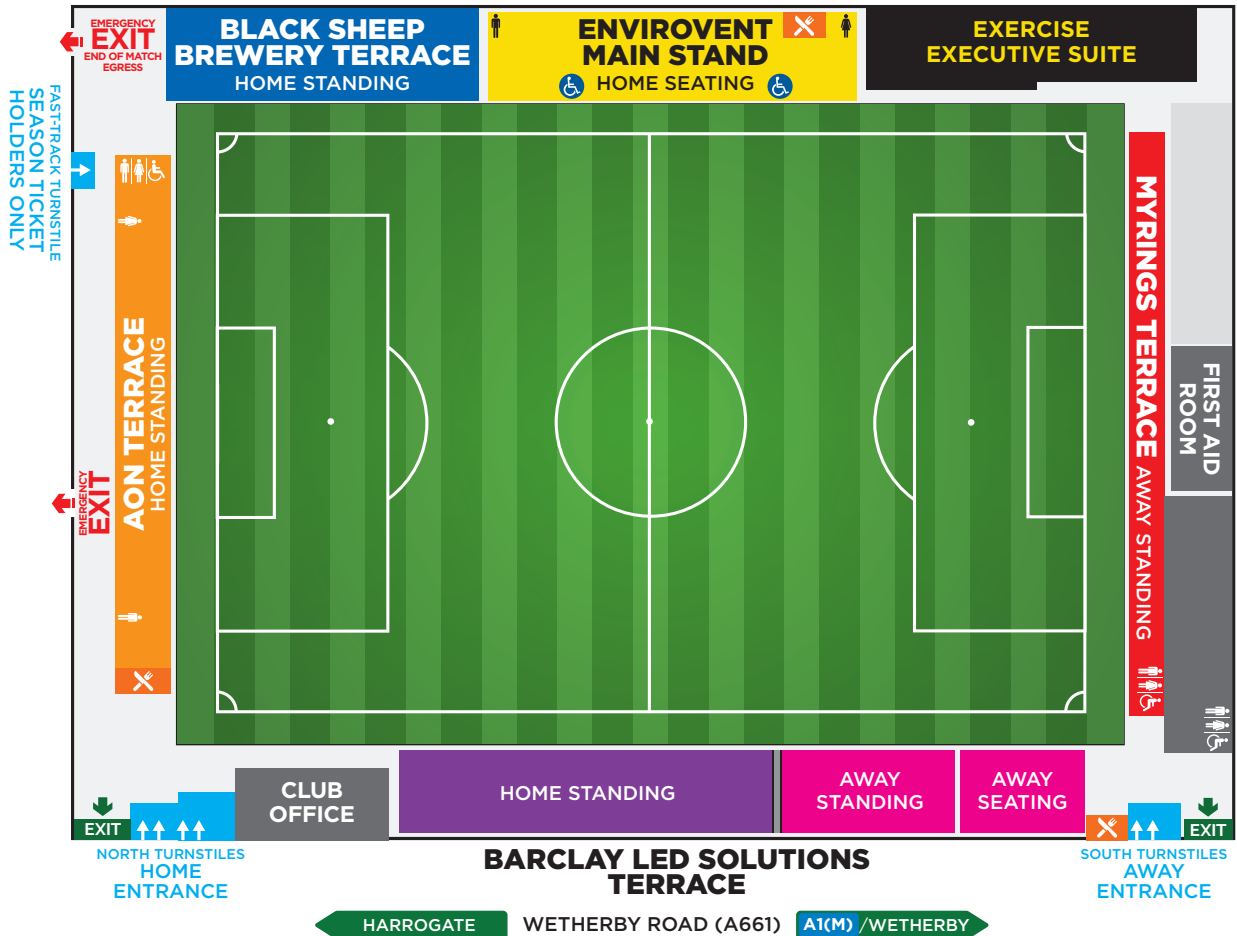 EMERGENCY
EXIT
END OF MATCH
EGRESS
BLACK SHEEP
BREWERY TERRACE
HOME STANDING
ENVIROVENT
MAIN STAND
HOME SEATING
EXERCISE
EXECUTIVE SUITE
FAST-TRACK TURNSTILE
SEASON TICKET
HOLDERS ONLY
AON TERRACE
HOME STANDING
EMERGENCY
EXIT
MYRINGS TERRACE AWAY STANDING
FIRST AID
ROOM
EXIT
NORTH TURNSTILES
HOME
ENTRANCE
CLUB
OFFICE
HOME STANDING
AWAY
STANDING
AWAY
SEATING
EXIT
SOUTH TURNSTILES
AWAY
ENTRANCE
BARCLAY LED SOLUTIONS
TERRACE
HARROGATE WETHERBY ROAD (A661) A1(M) /WETHERBY